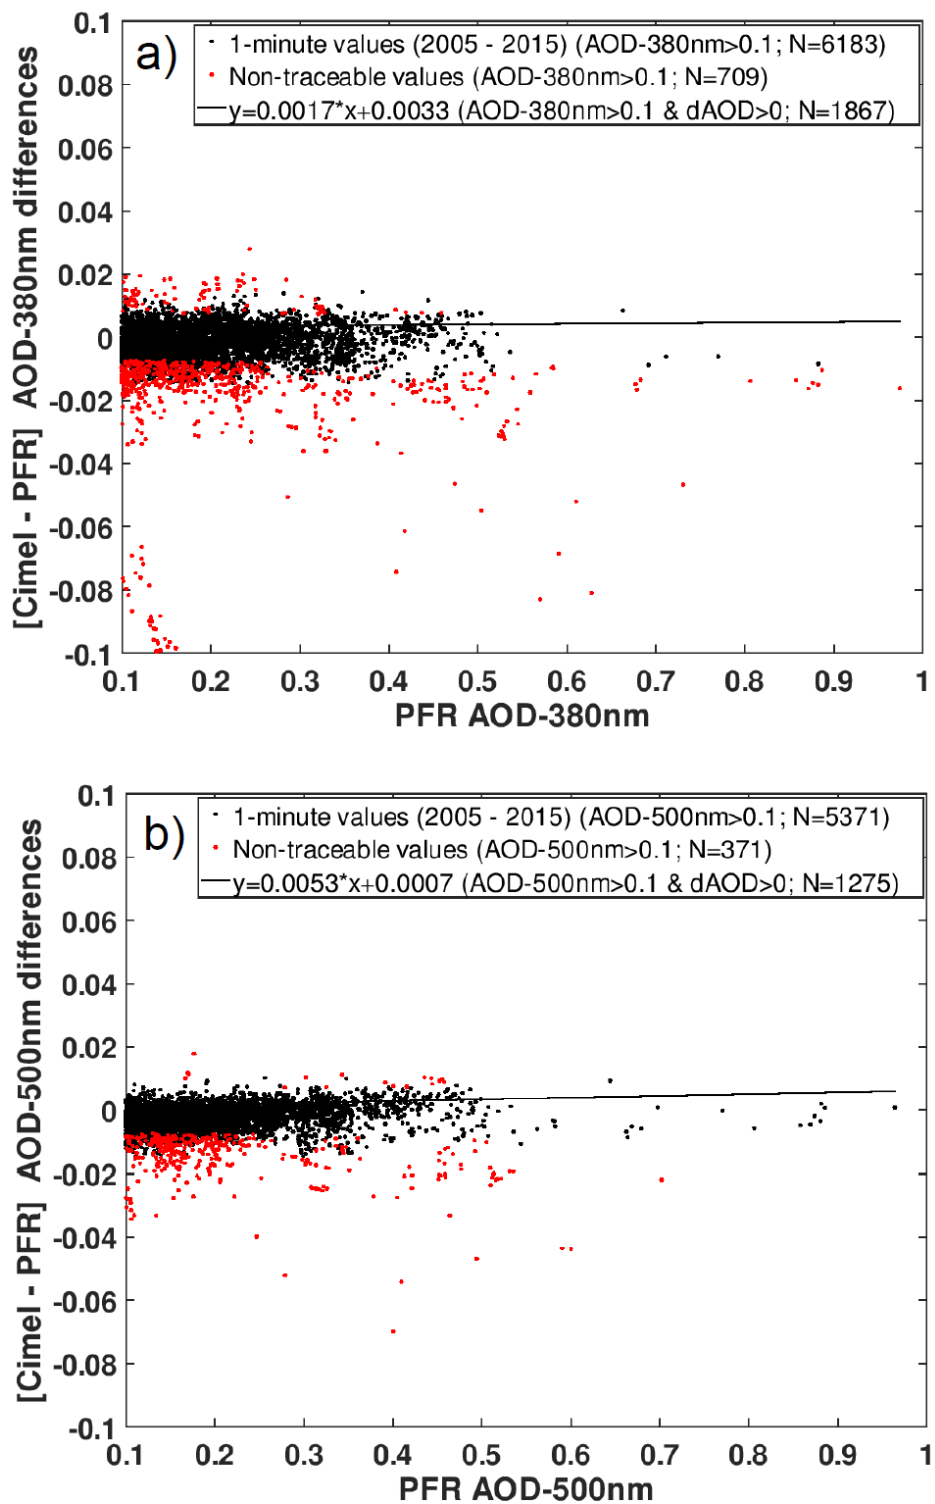 a)
1-minute values (2005 - 2015) (AOD-380nm>0.1; N=6183)
Non-traceable values (AOD-380nm>0.1; N=709)
y=0.0017*x+0.0033 (AOD-380nm>0.1 & dAOD>0; N=1867)
[Cimel - PFR] AOD-380nm differences
0.1
0.08
0.06
0.04
0.02
0
-0.02
-0.04
-0.06
-0.08
-0.1
0.1 0.2 0.3 0.4 0.5 0.6 0.7 0.8 0.9 1
PFR AOD-380nm
b)
1-minute values (2005 - 2015) (AOD-500nm>0.1; N=5371)
Non-traceable values (AOD-500nm>0.1; N=371)
y=0.0053*x+0.0007 (AOD-500nm>0.1 & dAOD>0; N=1275)
[Cimel - PFR] AOD-500nm differences
0.1
0.08
0.06
0.04
0.02
0
-0.02
-0.04
-0.06
-0.08
-0.1
0.1 0.2 0.3 0.4 0.5 0.6 0.7 0.8 0.9 1
PFR AOD-500nm